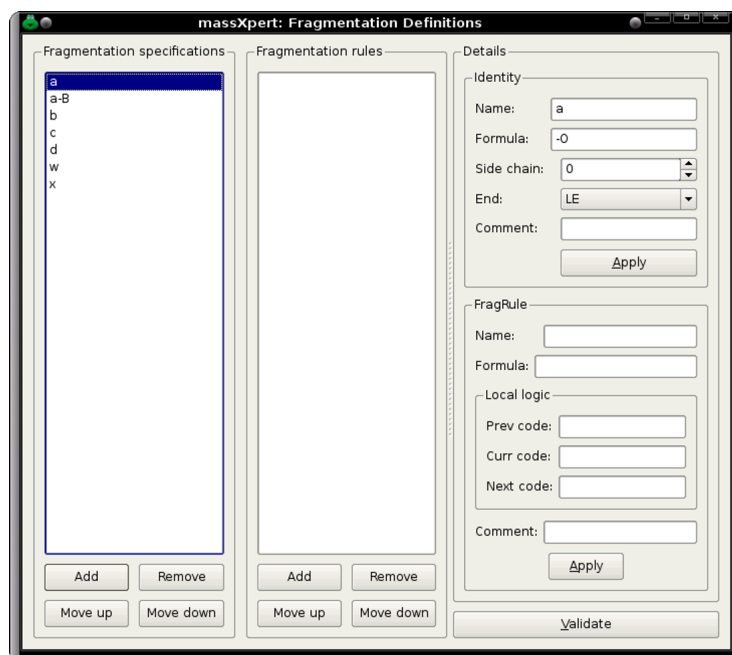 massXpert: Fragmentation Definitions
Fragmentation specifications
a
a-B
b
c
d
w
x
Add
Remove
Move up
Move down
Fragmentation rules
Add
Remove
Move up
Move down
Details
Identity
Name:
a
Formula:
-O
Side chain:
0
End:
LE
Comment:
Apply
FragRule
Name:
Formula:
Local logic
Prev code:
Curr code:
Next code:
Comment:
Apply
Validate